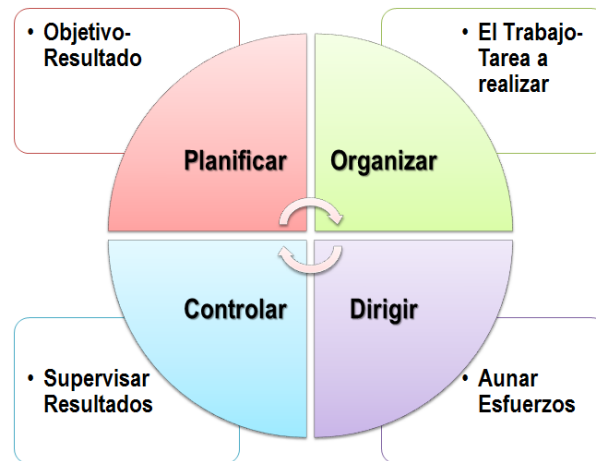 • Objetivo-
Resultado
• El Trabajo-
Tarea a
realizar
Planificar
Organizar
Controlar
Dirigir
• Supervisar
Resultados
• Aunar
Esfuerzos